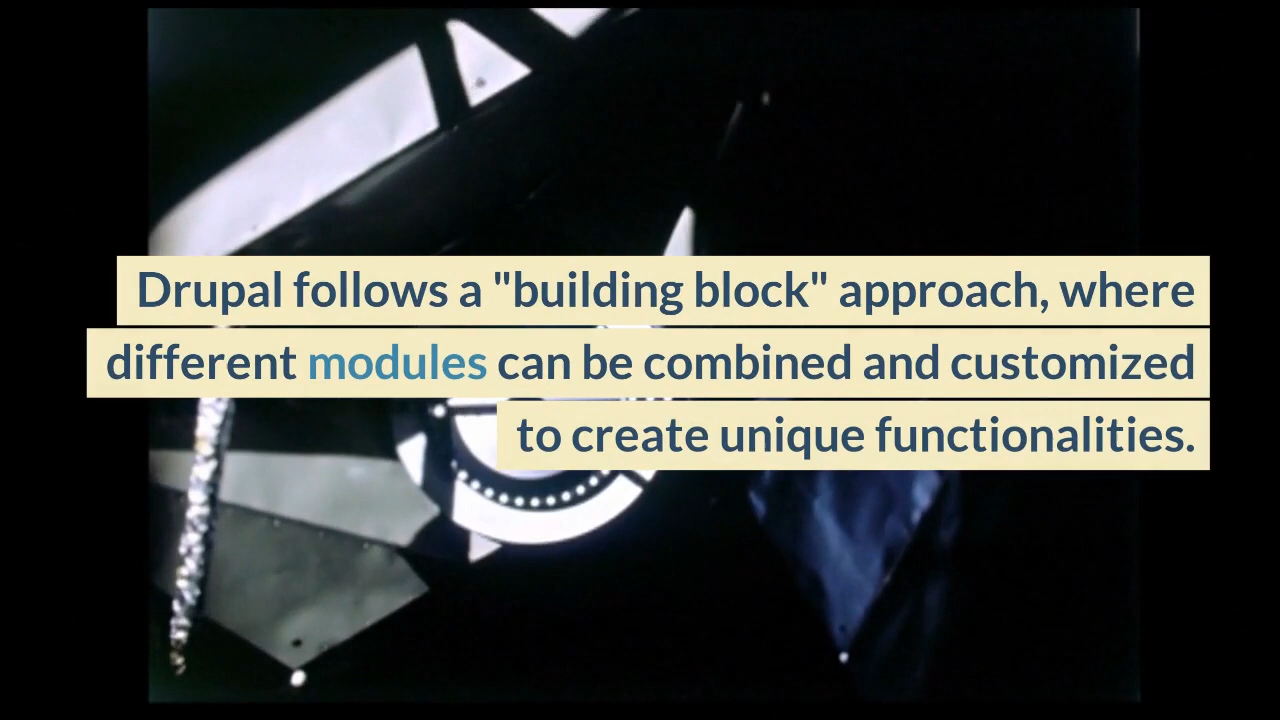 Drupal follows a "building block" approach, where
different modules can be combined and customized
to create unique functionalities.